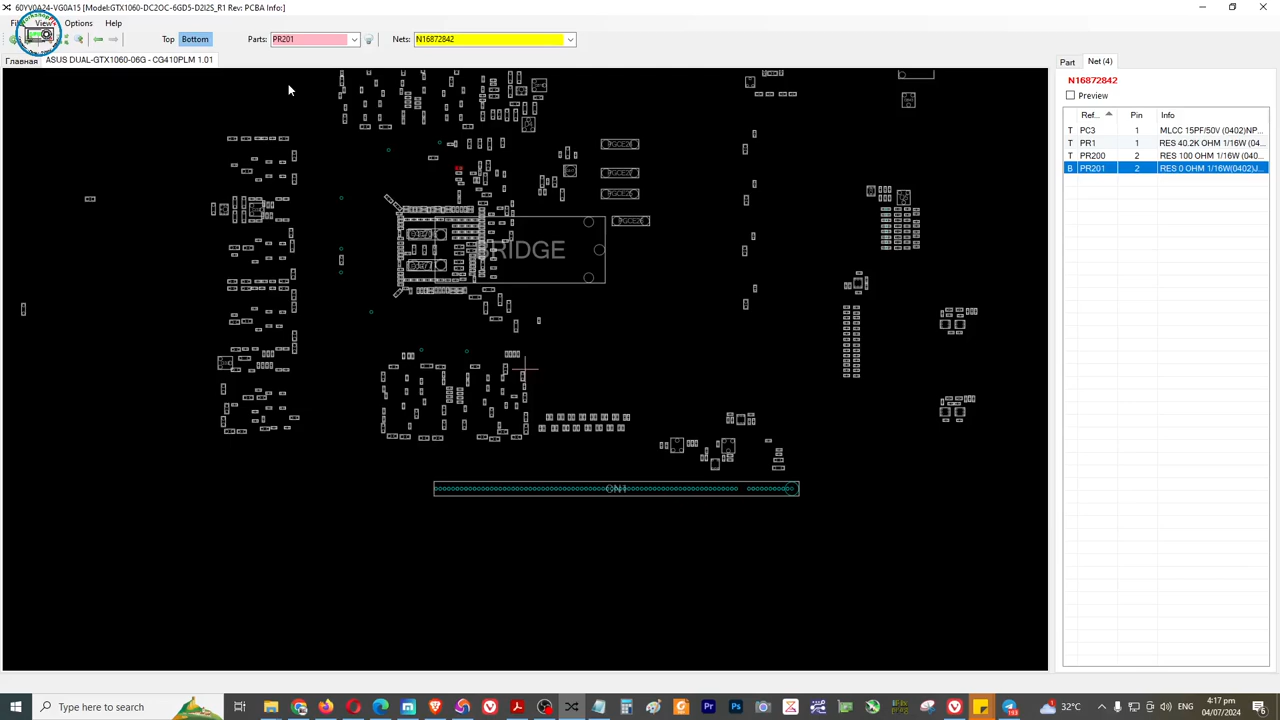 60YV0A24-VG0A15 [Model:GTX1060-DC2OC-6GD5-D2I2S_R1 Rev: PCBA Info:]
View Options Help
Top Bottom Parts: PR201 Nets: N16872842
Главная ASUS DUAL-GTX1060-06G - CG410PLM 1.01
Part Net (4)
N16872842
Preview
Ref... Pin Info
T PC3 1 MLCC 15PF/50V (0402)NP...
T PR1 1 RES 40.2K OHM 1/16W (04...
T PR200 2 RES 100 OHM 1/16W (040...
B PR201 2 RES 0 OHM 1/16W(0402)J...
BRIDGE
CN1
Type here to search
32°C
4:17 pm
04/07/2024